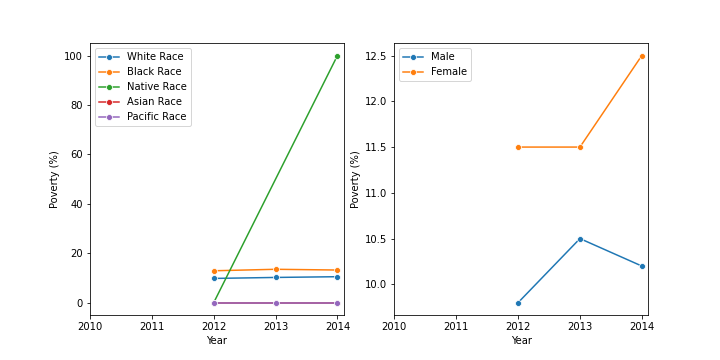 White Race
Black Race
Native Race
Asian Race
Pacific Race
100
80
60
40
20
0
Poverty (%)
2010 2011 2012 2013 2014
Year
Male
Female
12.5
12.0
11.5
11.0
10.5
10.0
Poverty (%)
2010 2011 2012 2013 2014
Year